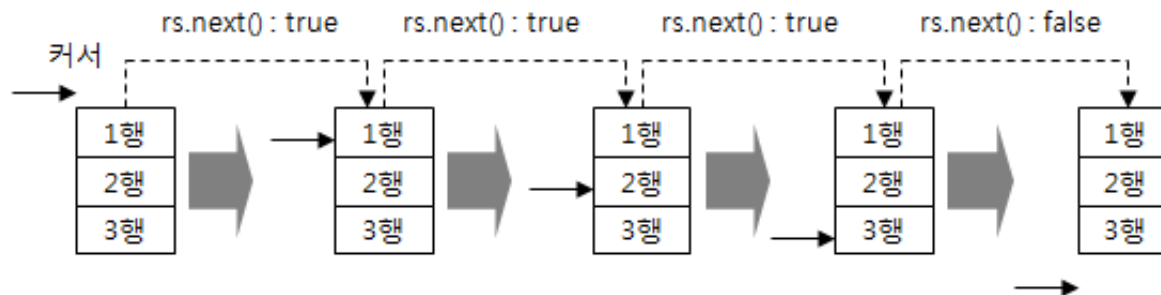 rs.next() : true
rs.next() : true
rs.next() : true
rs.next() : false
커서
1행
2행
3행
1행
2행
3행
1행
2행
3행
1행
2행
3행
1행
2행
3행